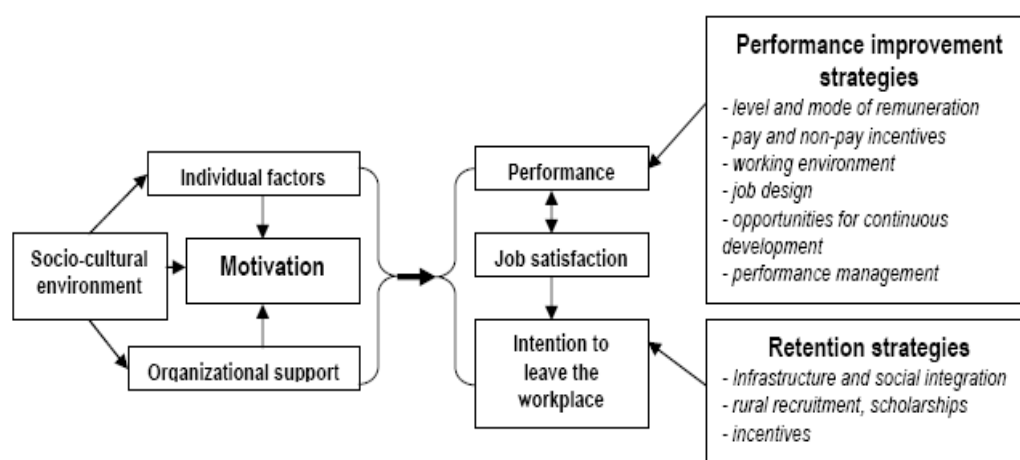 Individual factors
Socio-cultural
environment
Motivation
Organizational support
Performance
Job satisfaction
Intention to
leave the
workplace
Performance improvement
strategies
- level and mode of remuneration
- pay and non-pay incentives
- working environment
- job design
- opportunities for continuous
development
- performance management
Retention strategies
- Infrastructure and social integration
- rural recruitment, scholarships
- incentives